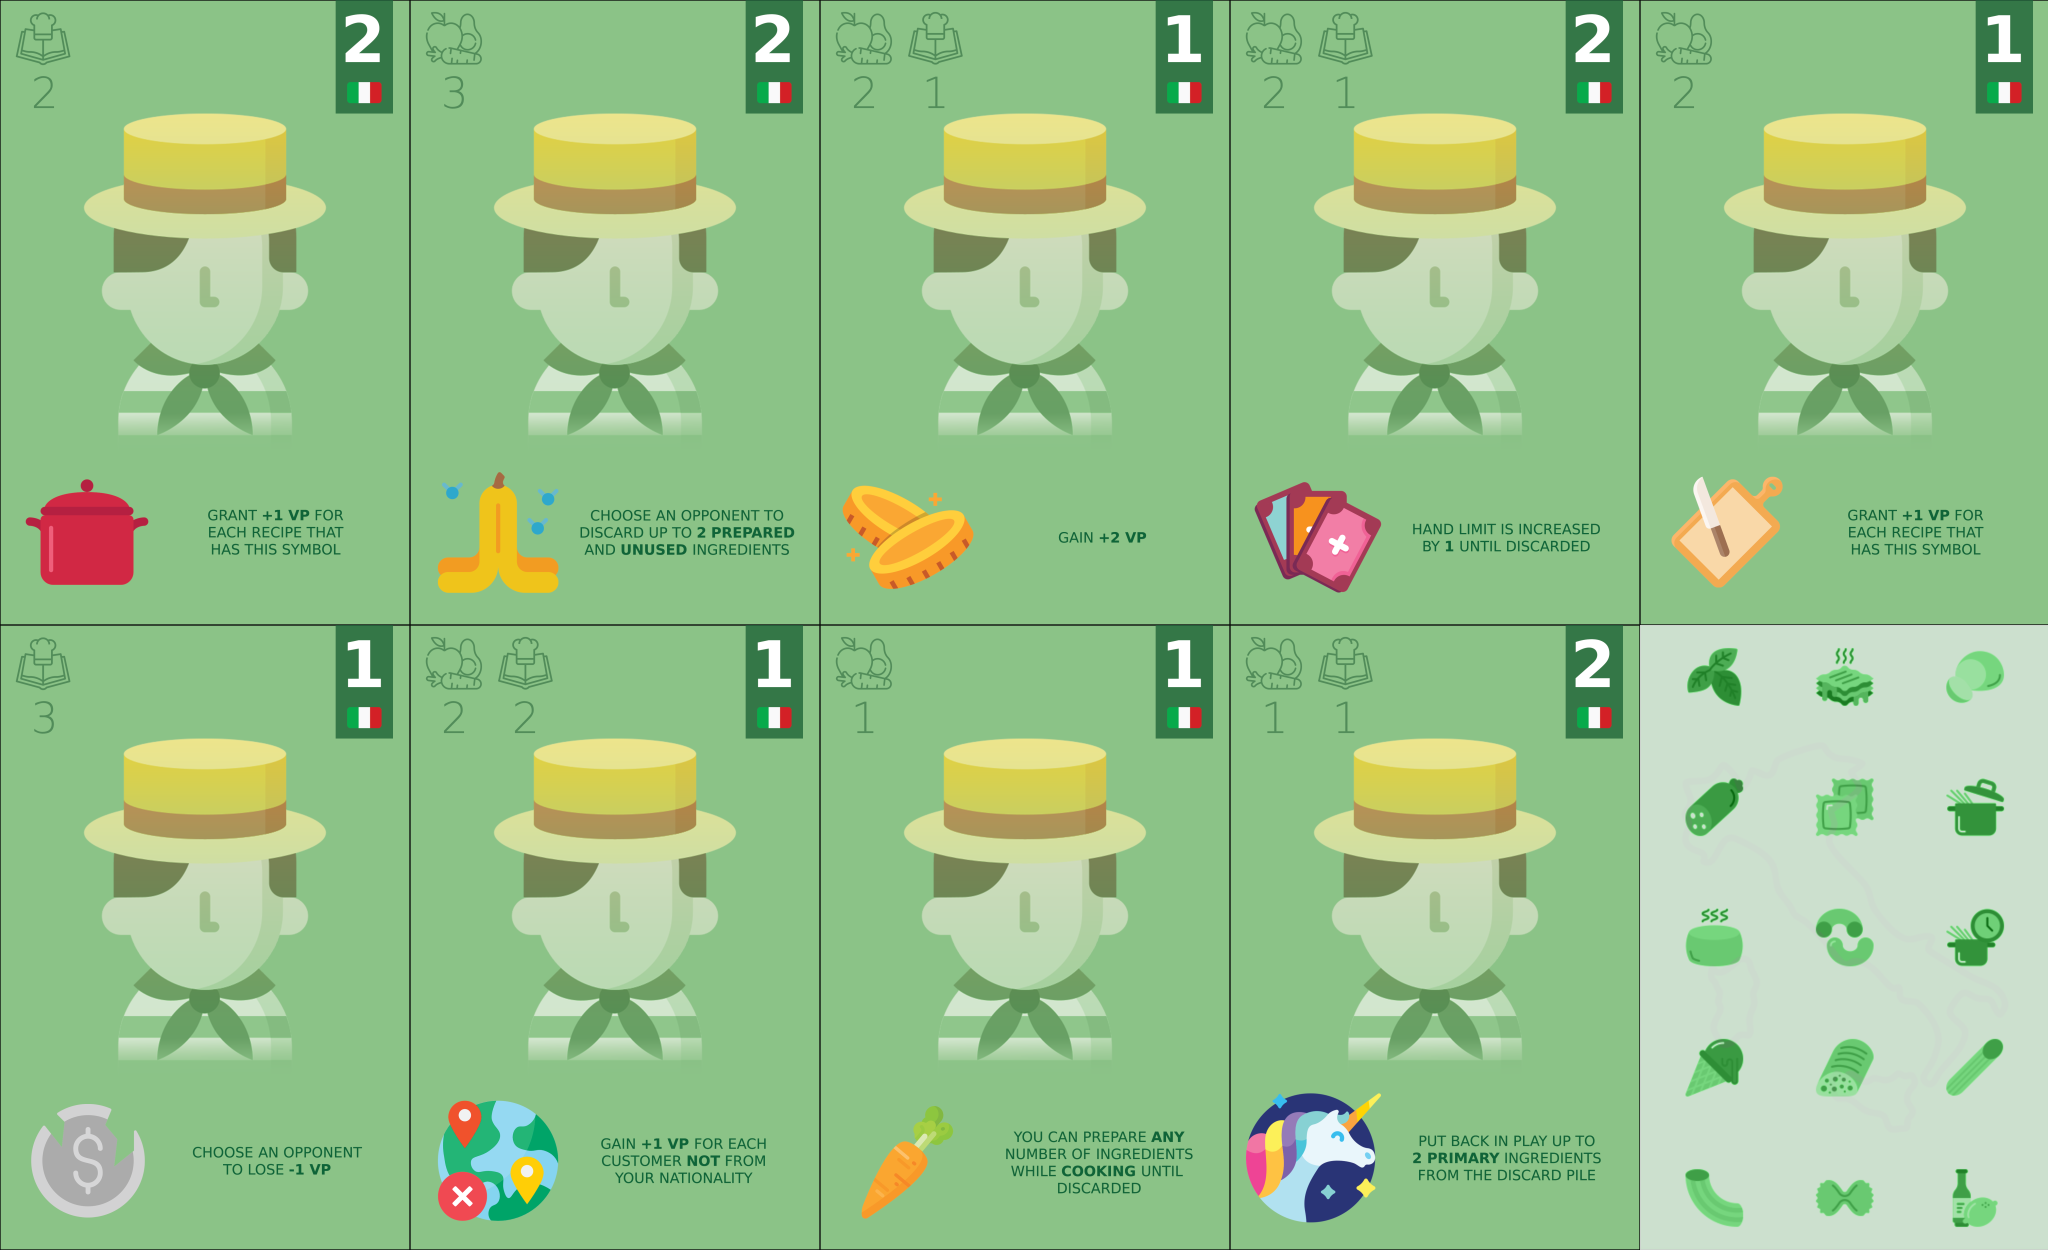 2
2
GRANT +1 VP FOR
EACH RECIPE THAT
HAS THIS SYMBOL
3
2
CHOOSE AN OPPONENT TO
DISCARD UP TO 2 PREPARED
AND UNUSED INGREDIENTS
2 1
1
GAIN +2 VP
2 1
2
HAND LIMIT IS INCREASED
BY 1 UNTIL DISCARDED
2
1
GRANT +1 VP FOR
EACH RECIPE THAT
HAS THIS SYMBOL
3
1
$
CHOOSE AN OPPONENT
TO LOSE -1 VP
2 2
1
GAIN +1 VP FOR EACH
CUSTOMER NOT FROM
YOUR NATIONALITY
1
1
YOU CAN PREPARE ANY
NUMBER OF INGREDIENTS
WHILE COOKING UNTIL
DISCARDED
1 1
2
PUT BACK IN PLAY UP TO
2 PRIMARY INGREDIENTS
FROM THE DISCARD PILE